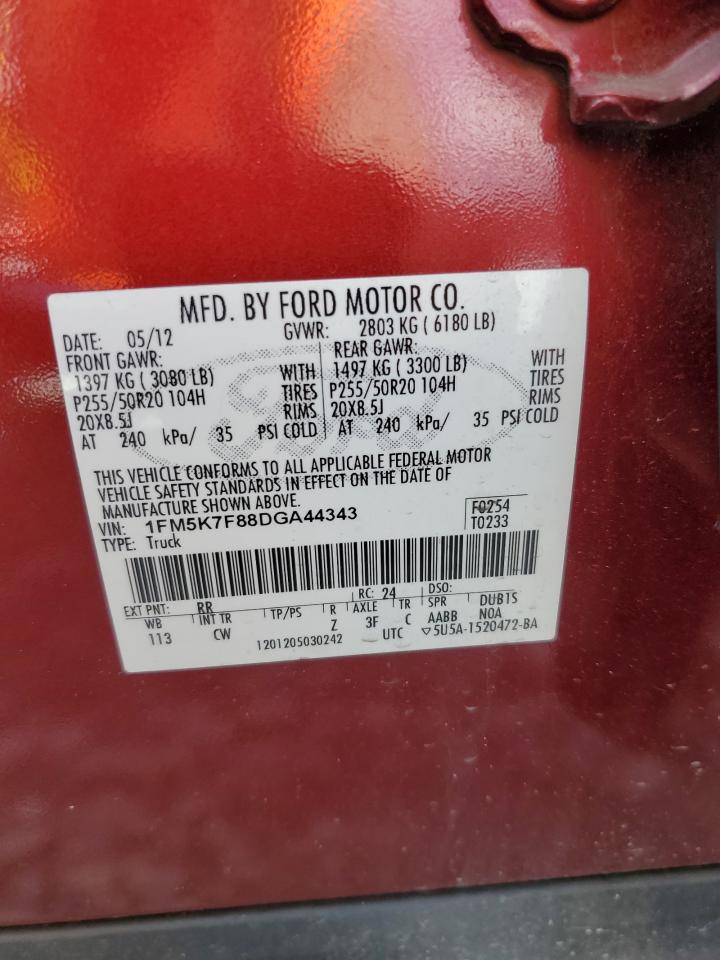 MFD. BY FORD MOTOR CO.
DATE: 05/12 GVWR: 2803 KG ( 6180 LB)
FRONT GAWR: REAR GAWR:
1397 KG ( 3080 LB) WITH 1497 KG ( 3300 LB) WITH
P255/50R20 104H TIRES P255/50R20 104H TIRES
20X8.5J RIMS 20X8.5J RIMS
AT 240 kPa/ 35 PSI COLD AT 240 kPa/ 35 PSI COLD
Ford
THIS VEHICLE CONFORMS TO ALL APPLICABLE FEDERAL MOTOR
VEHICLE SAFETY STANDARDS IN EFFECT ON THE DATE OF
MANUFACTURE SHOWN ABOVE.
VIN: 1FM5K7F88DGA44343 F0254
TYPE: Truck T0233
EXT PNT: RR RC: 24 DSO:
WB INT TR TP/PS R AXLE TR SPR DUB1S
113 CW Z 3F C AABB NOA
1201205030242 UTC ▽5U5A-1520472-BA